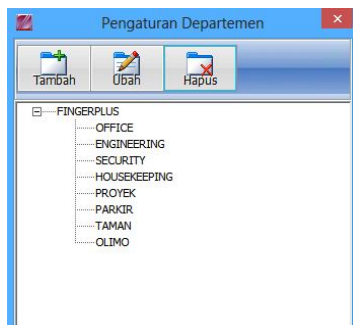 Pengaturan Departemen
Tambah Ubah Hapus
FINGERPLUS
OFFICE
ENGINEERING
SECURITY
HOUSEKEEPING
PROYEK
PARKIR
TAMAN
OLIMO